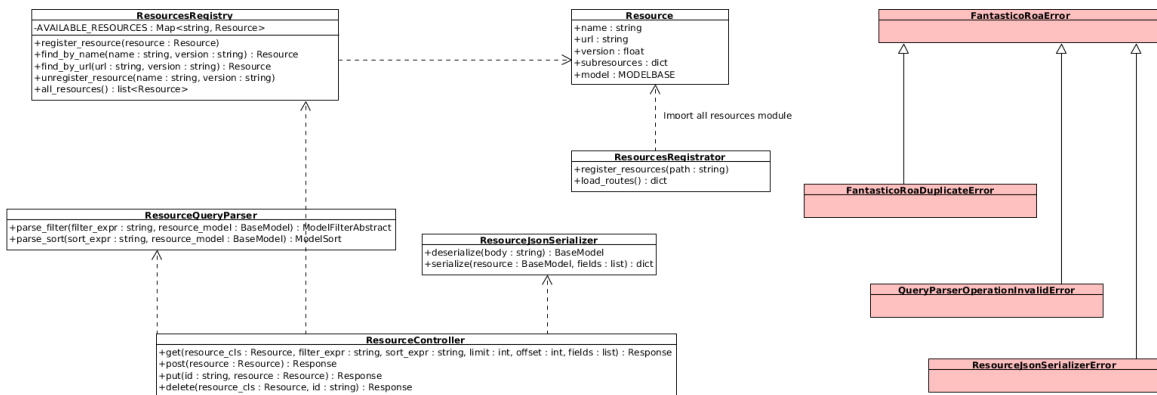 ResourcesRegistry
-AVAILABLE_RESOURCES : Map<string, Resource>
+register_resource(resource : Resource)
+find_by_name(name : string, version : string) : Resource
+find_by_url(url : string, version : string) : Resource
+unregister_resource(name : string, version : string)
+all_resources() : list<Resource>
Resource
+name : string
+url : string
+version : float
+subresources : dict
+model : MODELBASE
Import all resources module
ResourcesRegistrator
+register_resources(path : string)
+load_routes() : dict
ResourceQueryParser
+parse_filter(filter_expr : string, resource_model : BaseModel) : ModelFilterAbstract
+parse_sort(sort_expr : string, resource_model : BaseModel) : ModelSort
ResourceJsonSerializer
+deserialize(body : string) : BaseModel
+serialize(resource : BaseModel, fields : list) : dict
ResourceController
+get(resource_cls : Resource, filter_expr : string, sort_expr : string, limit : int, offset : int, fields : list) : Response
+post(resource : Resource) : Response
+put(id : string, resource : Resource) : Response
+delete(resource_cls : Resource, id : string) : Response
FantasticoRoaError
FantasticoRoaDuplicateError
QueryParserOperationInvalidError
ResourceJsonSerializerError